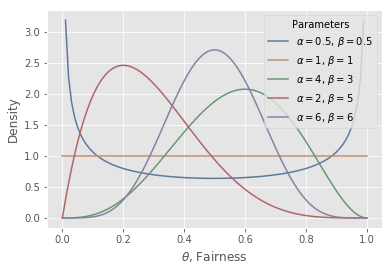 Parameters
α = 0.5, β = 0.5
α = 1, β = 1
α = 4, β = 3
α = 2, β = 5
α = 6, β = 6
3.0
2.5
2.0
1.5
1.0
0.5
0.0
Density
0.0 0.2 0.4 0.6 0.8 1.0
θ, Fairness